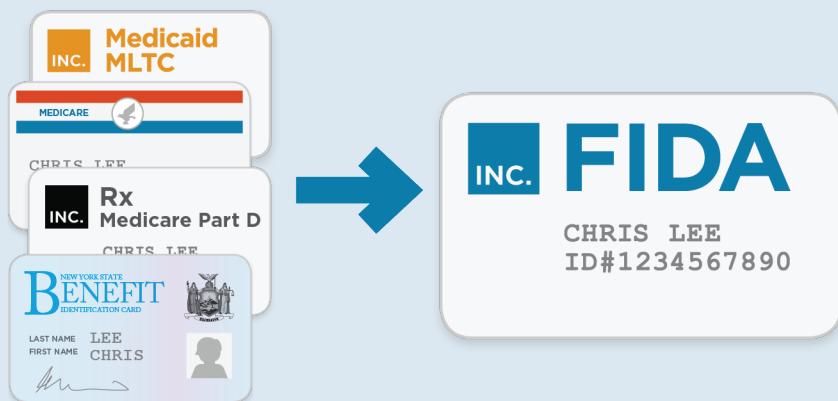 INC.
Medicaid
MLTC
MEDICARE
CHRIS LEE
INC.
Rx
Medicare Part D
CHRIS LEE
NEW YORK STATE
BENEFIT
IDENTIFICATION CARD
LAST NAME LEE
FIRST NAME CHRIS
INC.
FIDA
CHRIS LEE
ID#1234567890